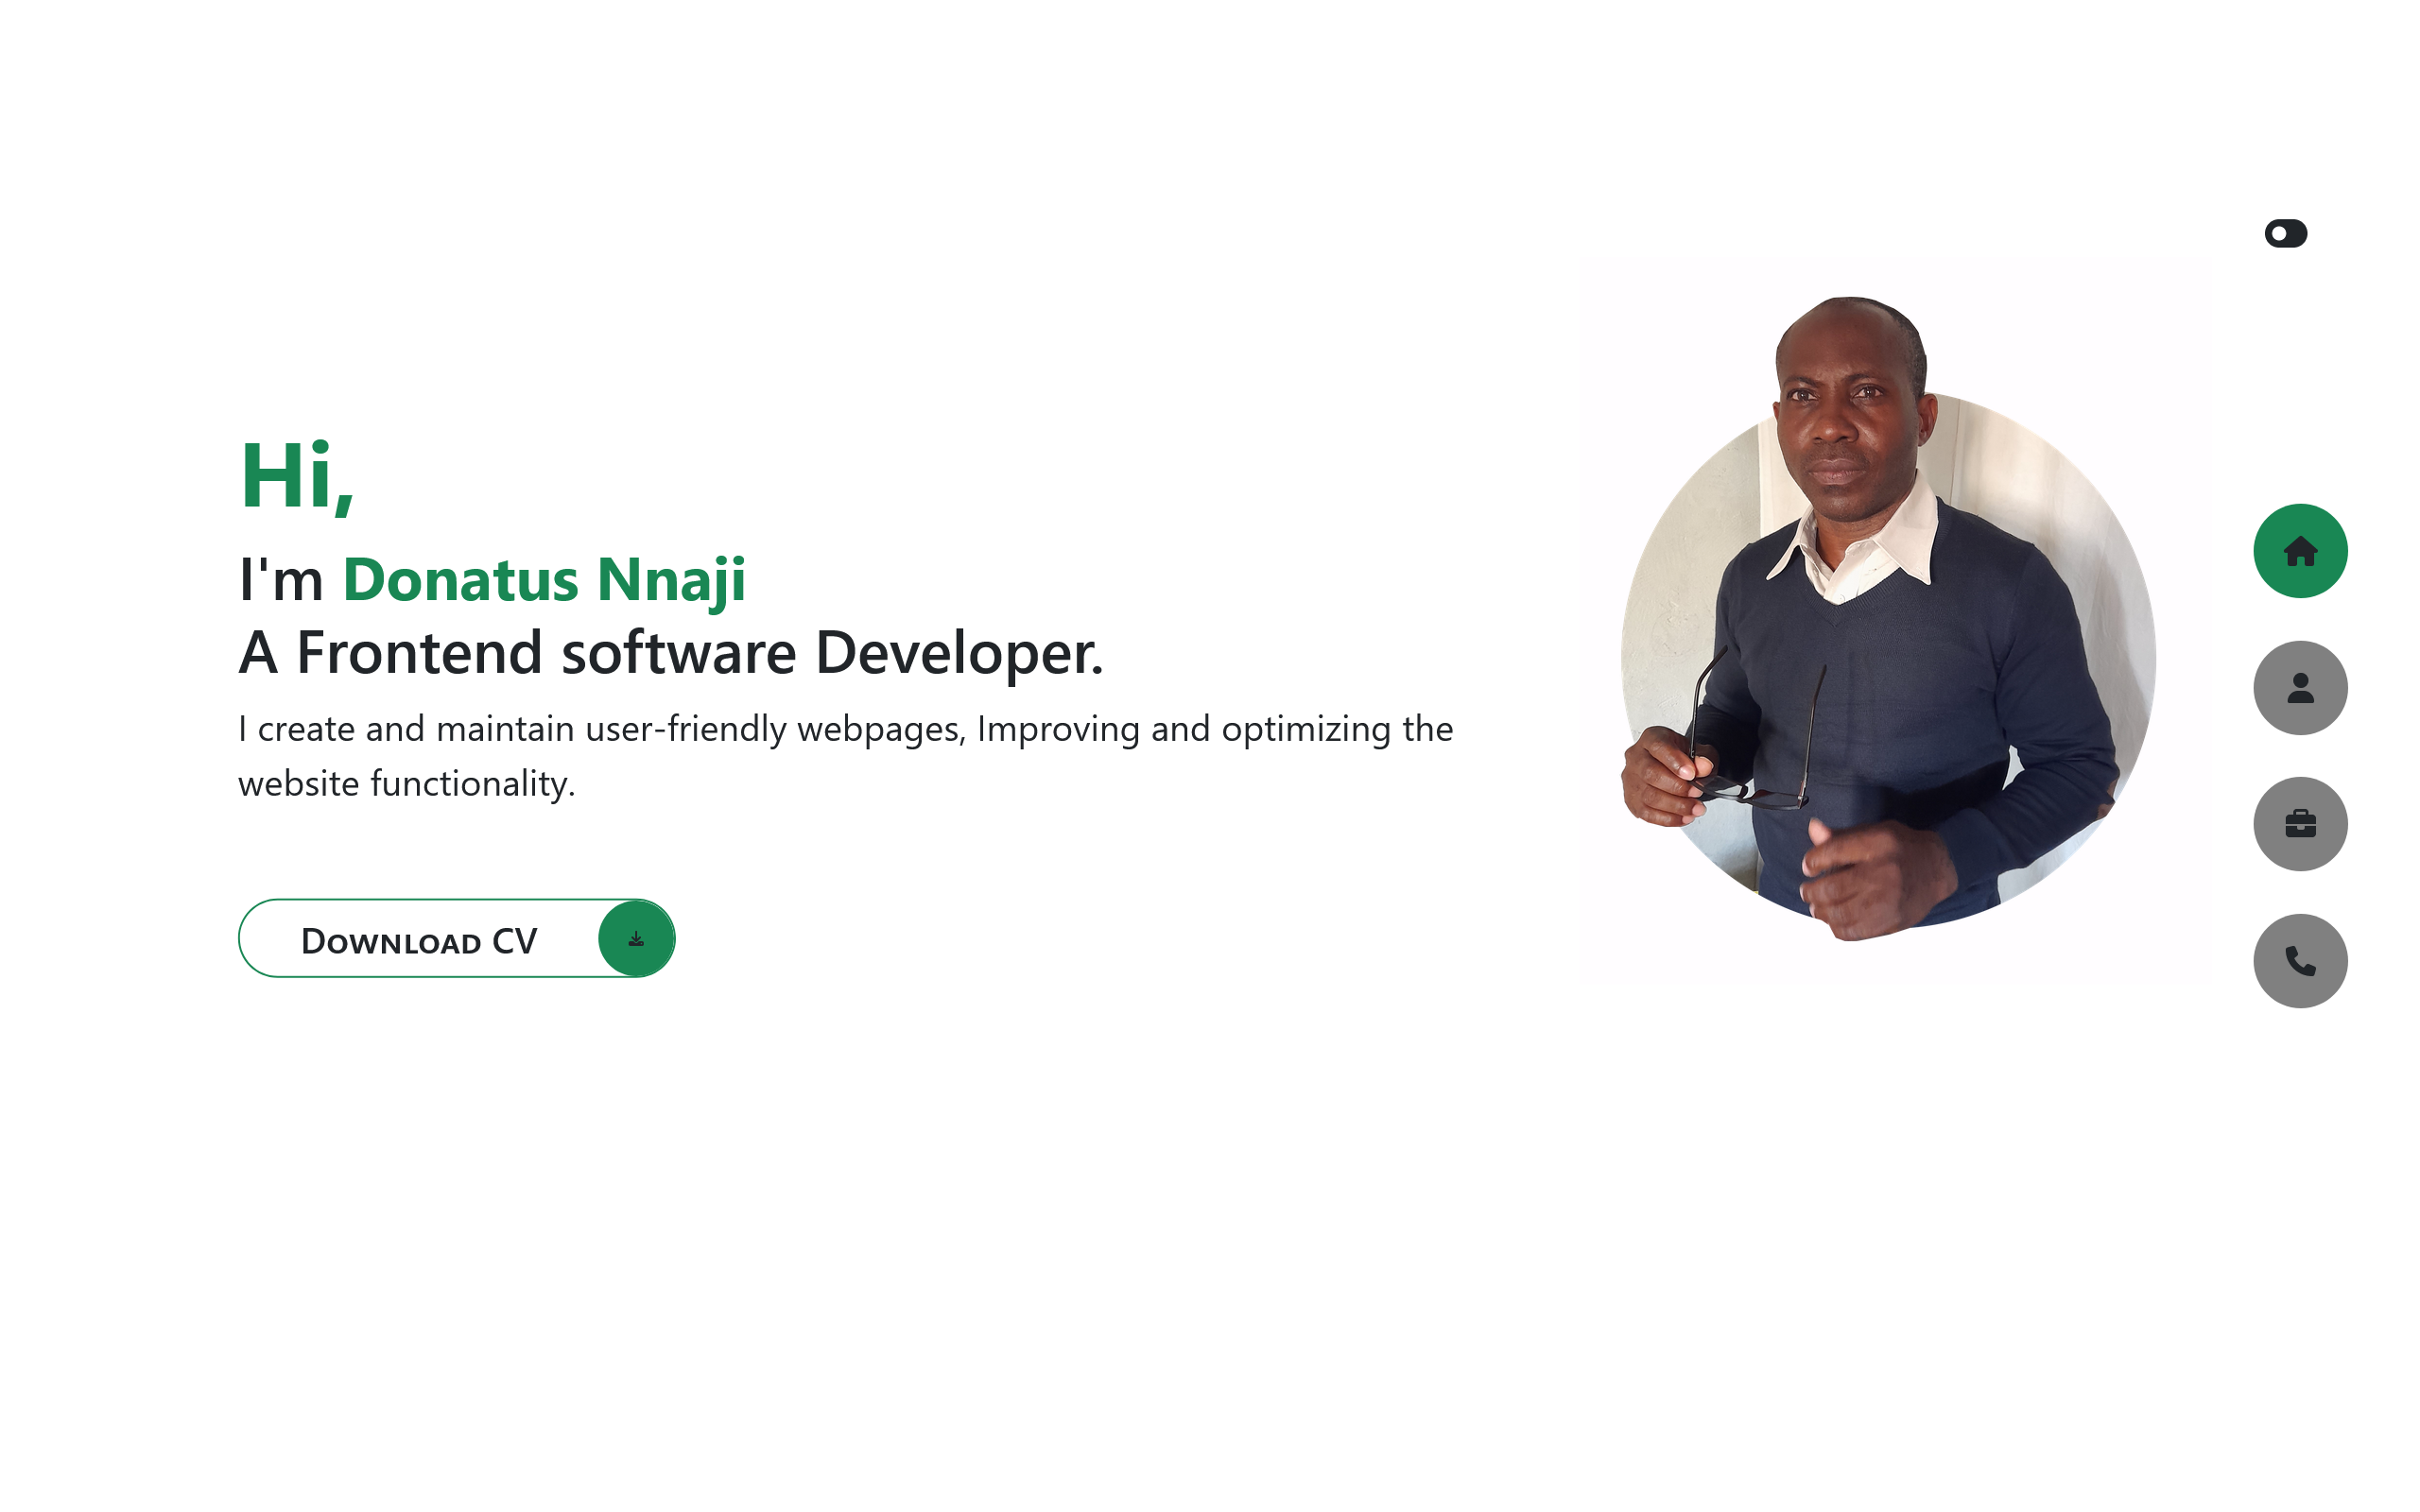 Hi,
I'm Donatus Nnaji
A Frontend software Developer.
I create and maintain user-friendly webpages, Improving and optimizing the
website functionality.
Download CV